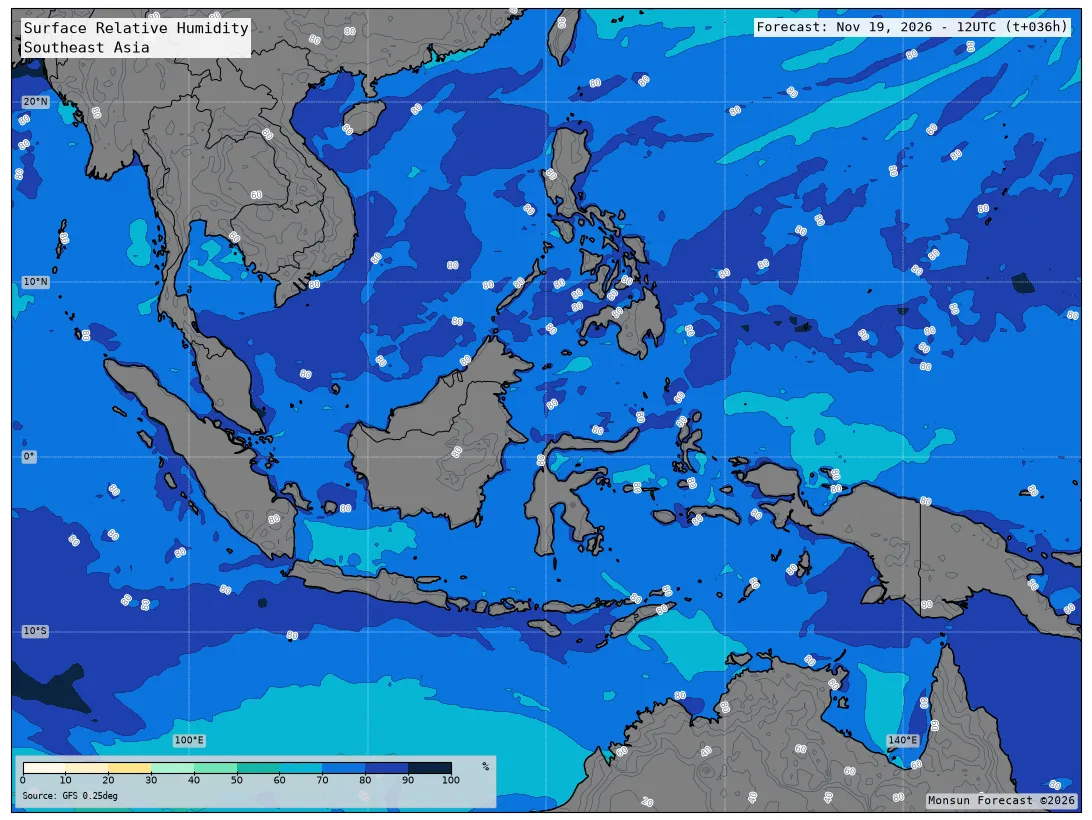 Surface Relative Humidity
Southeast Asia
Forecast: Nov 19, 2026 - 12UTC (t+036h)
20°N
10°N
0°
10°S
100°E
140°E
0 10 20 30 40 50 60 70 80 90 100
%
Source: GFS 0.25deg
Monsun Forecast ©2026